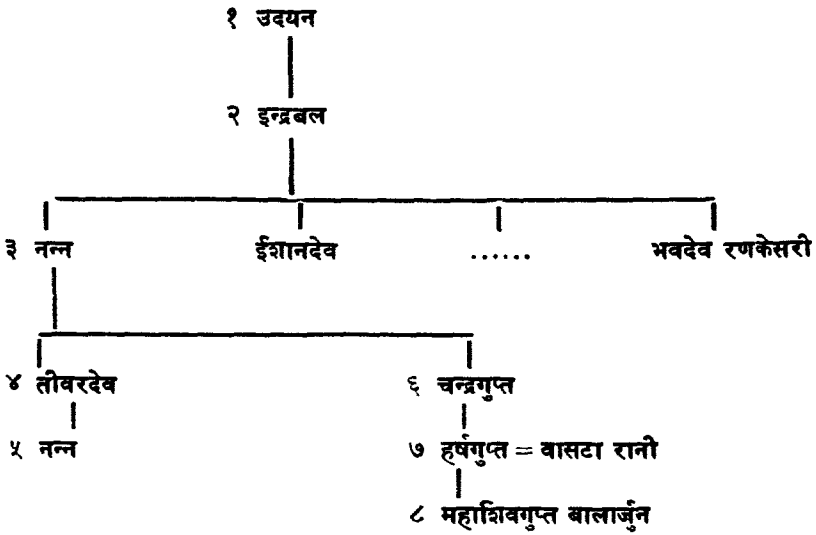 १ उदयन
२ इन्द्रबल
३ नन्न ईशानदेव ...... भवदेव रणकेसरी
४ तीवरदेव ६ चन्द्रगुप्त
५ नन्न ७ हर्षगुप्त = वासटा रानी
८ महाशिवगुप्त बालार्जुन